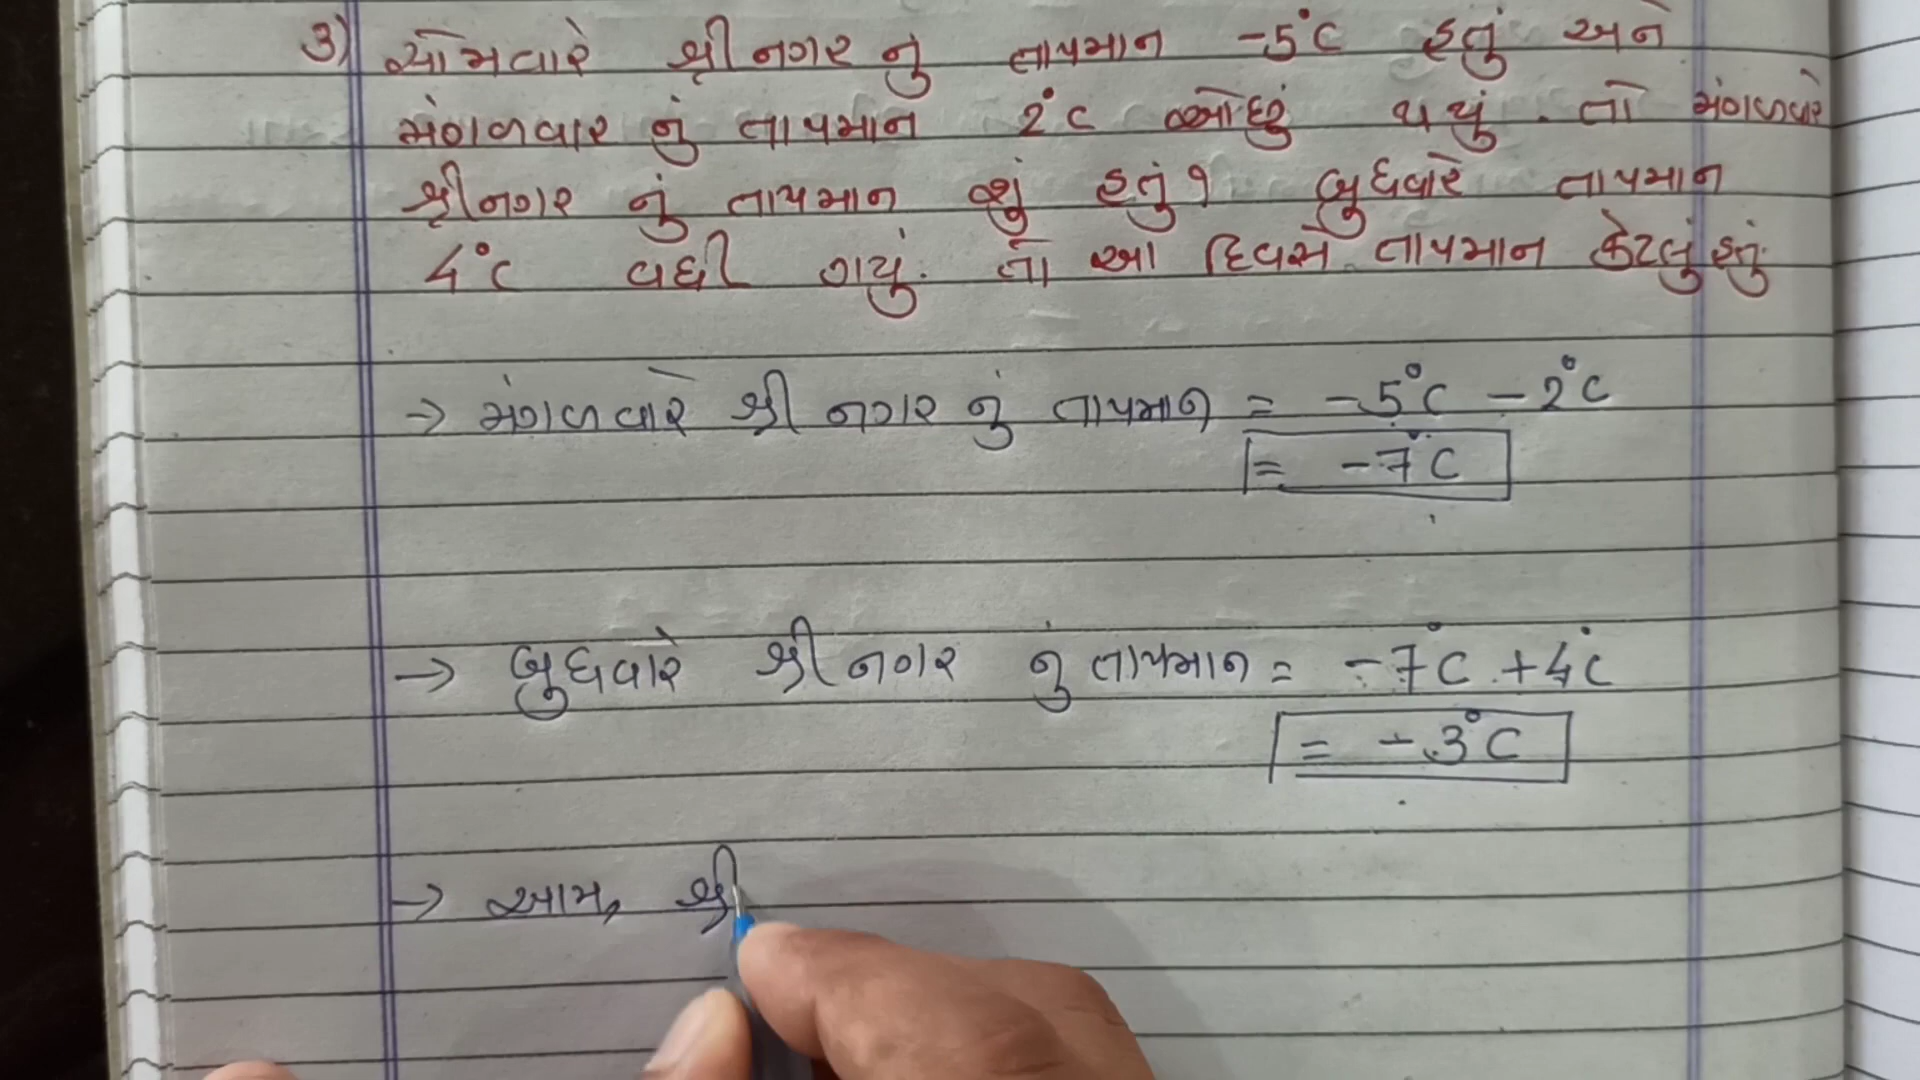 3) સોમવારે શ્રીનગર નું તાપમાન -5°C હતું અને
મંગળવાર નું તાપમાન 2°C ઓછું થયું. તો મંગળવારે
શ્રીનગર નું તાપમાન શું હતું? બુધવારે તાપમાન
4°C વધી ગયું. તો આ દિવસે તાપમાન કેટલું હતું.
→ મંગળવારે શ્રીનગર નું તાપમાન = -5°C - 2°C
= -7°C
→ બુધવારે શ્રીનગર નું તાપમાન = -7°C + 4°C
= -3°C
→ આમ, શ્રી